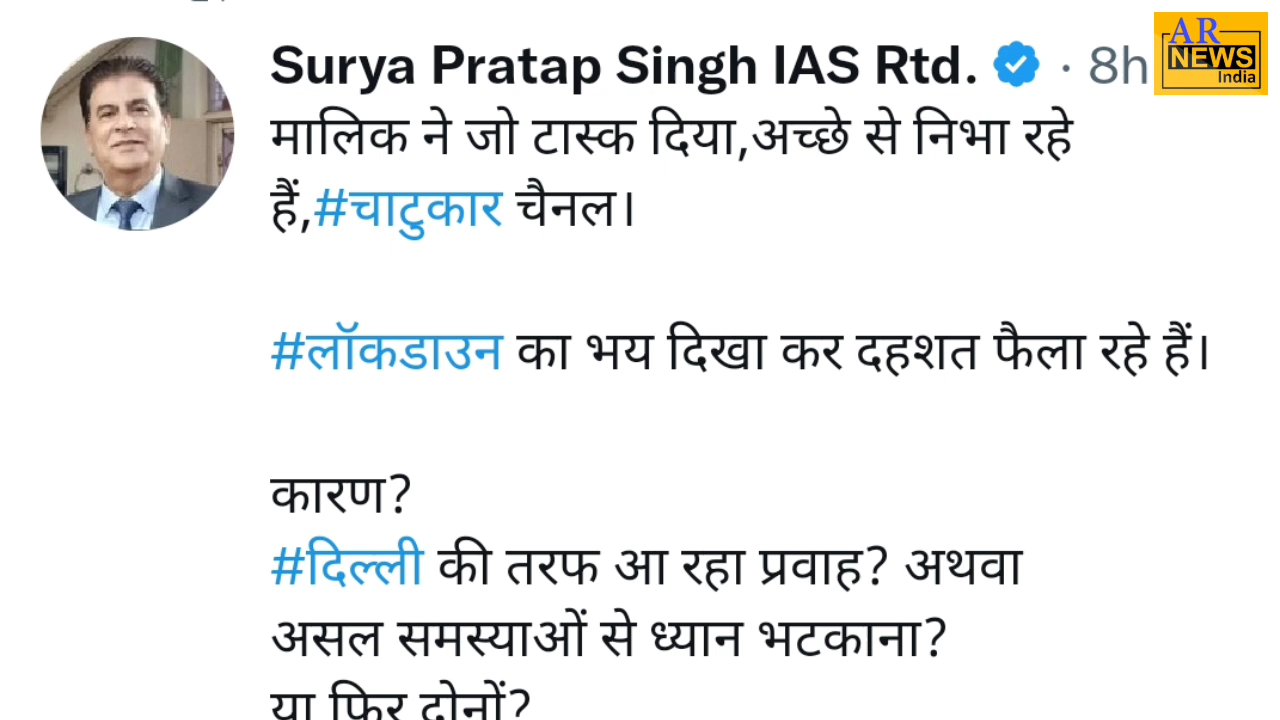 Surya Pratap Singh IAS Rtd. · 8h
AR
NEWS
India
मालिक ने जो टास्क दिया,अच्छे से निभा रहे
हैं,#चाटुकार चैनल।
#लॉकडाउन का भय दिखा कर दहशत फैला रहे हैं।
कारण?
#दिल्ली की तरफ आ रहा प्रवाह? अथवा
असल समस्याओं से ध्यान भटकाना?
या फिर दोनों?